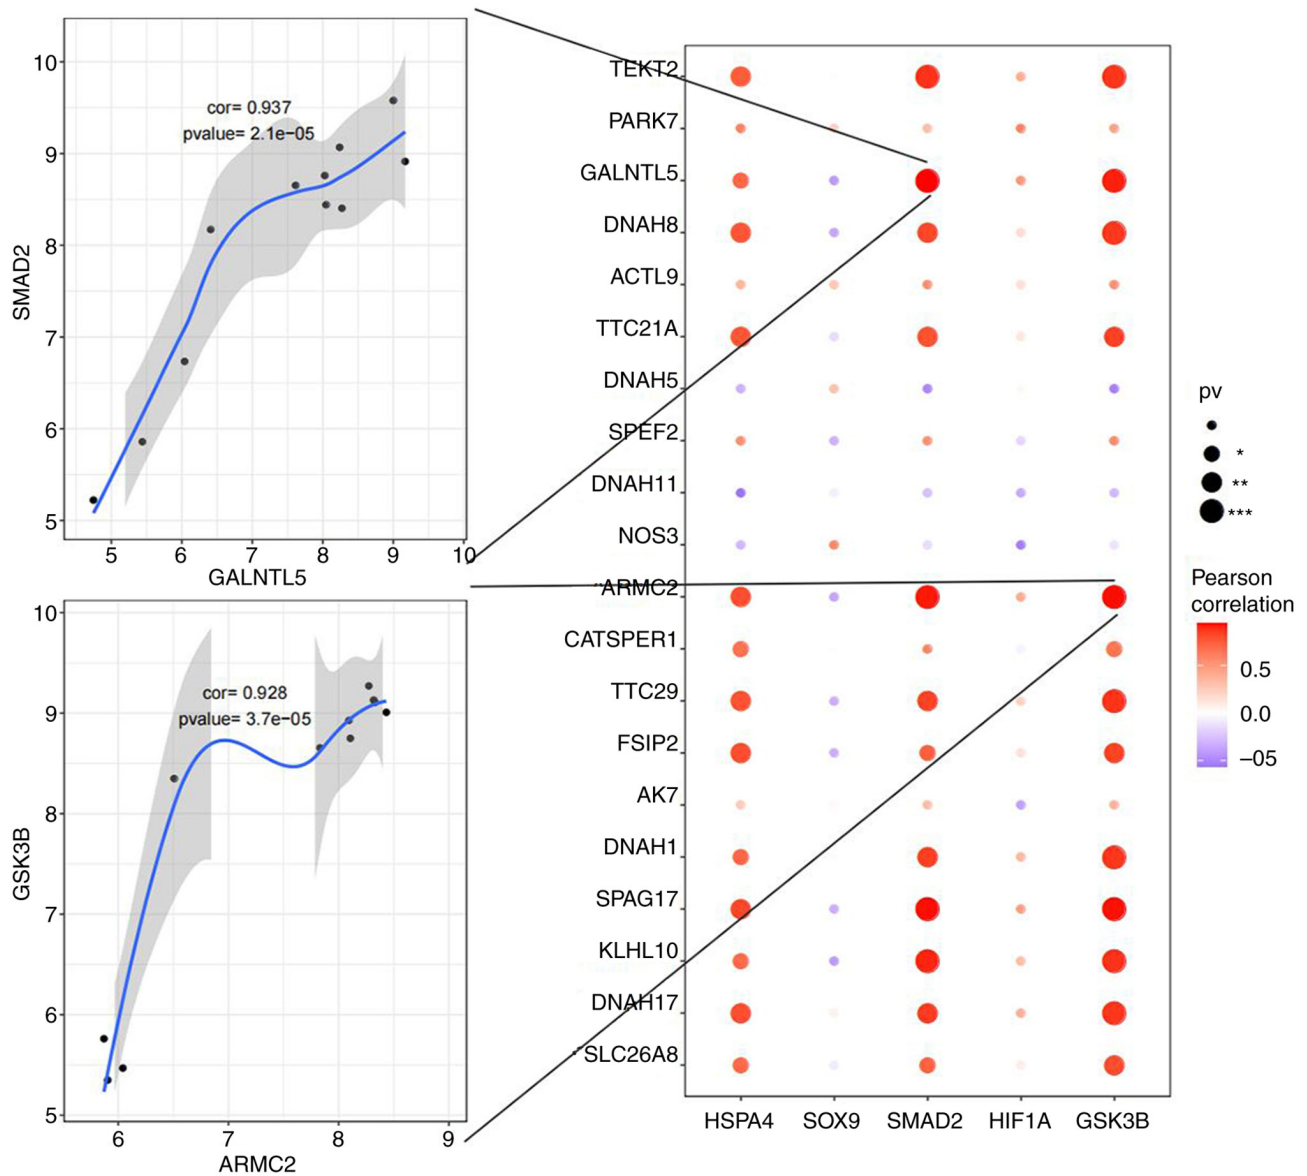 cor= 0.937
pvalue= 2.1e−05
10
9
8
7
6
5
SMAD2
5 6 7 8 9 10
GALNTL5
cor= 0.928
pvalue= 3.7e−05
10
9
8
7
6
5
GSK3B
6 7 8 9
ARMC2
TEKT2
PARK7
GALNTL5
DNAH8
ACTL9
TTC21A
DNAH5
SPEF2
DNAH11
NOS3
ARMC2
CATSPER1
TTC29
FSIP2
AK7
DNAH1
SPAG17
KLHL10
DNAH17
SLC26A8
HSPA4 SOX9 SMAD2 HIF1A GSK3B
pv
*
**
***
Pearson
correlation
0.5
0.0
−05